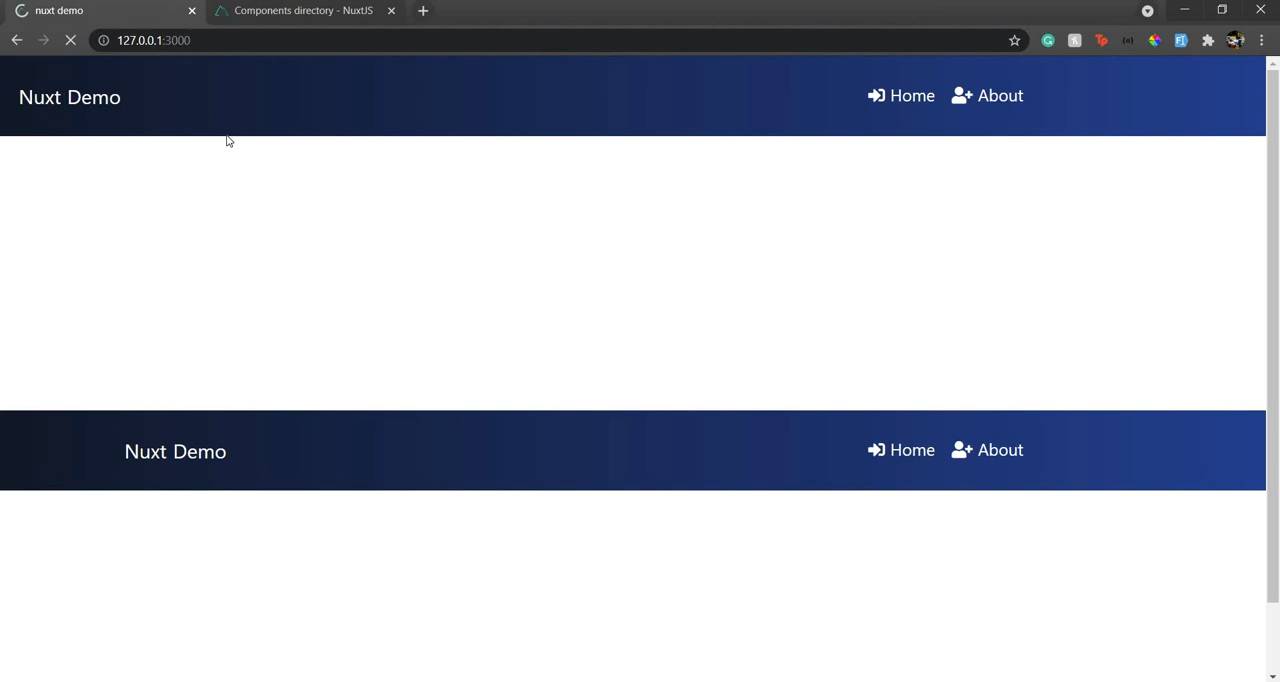 nuxt demo
Components directory - NuxtJS
127.0.0.1:3000
Nuxt Demo
Home
About
Nuxt Demo
Home
About